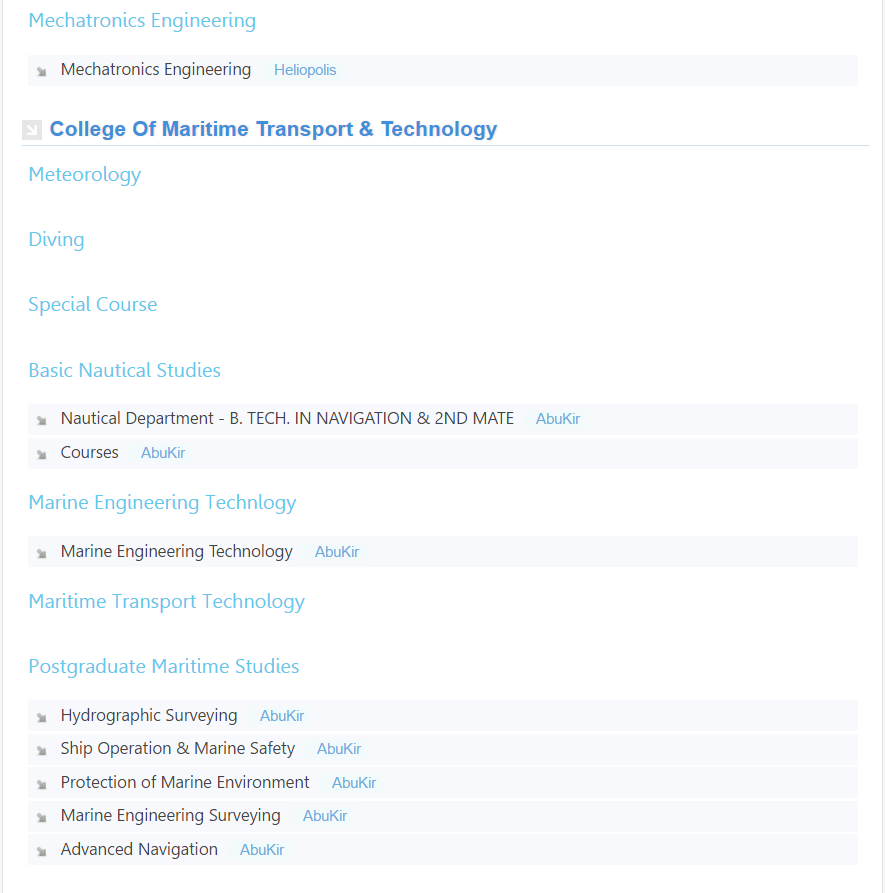 Mechatronics Engineering
Mechatronics Engineering Heliopolis
College Of Maritime Transport & Technology
Meteorology
Diving
Special Course
Basic Nautical Studies
Nautical Department - B. TECH. IN NAVIGATION & 2ND MATE AbuKir
Courses AbuKir
Marine Engineering Technlogy
Marine Engineering Technology AbuKir
Maritime Transport Technology
Postgraduate Maritime Studies
Hydrographic Surveying AbuKir
Ship Operation & Marine Safety AbuKir
Protection of Marine Environment AbuKir
Marine Engineering Surveying AbuKir
Advanced Navigation AbuKir